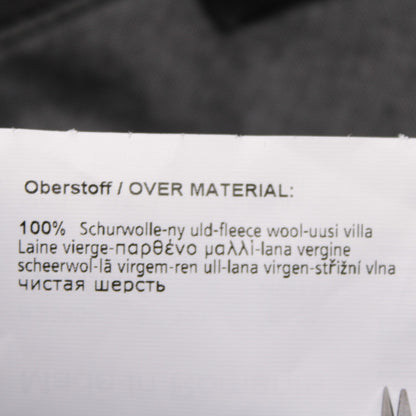 Oberstoff / OVER MATERIAL:
100% Schurwolle-ny uld-fleece wool-uusi villa
Laine vierge-παρθένο μαλλί-lana vergine
scheerwol-lã virgem-ren ull-lana virgen-střižní vlna
чистая шерсть